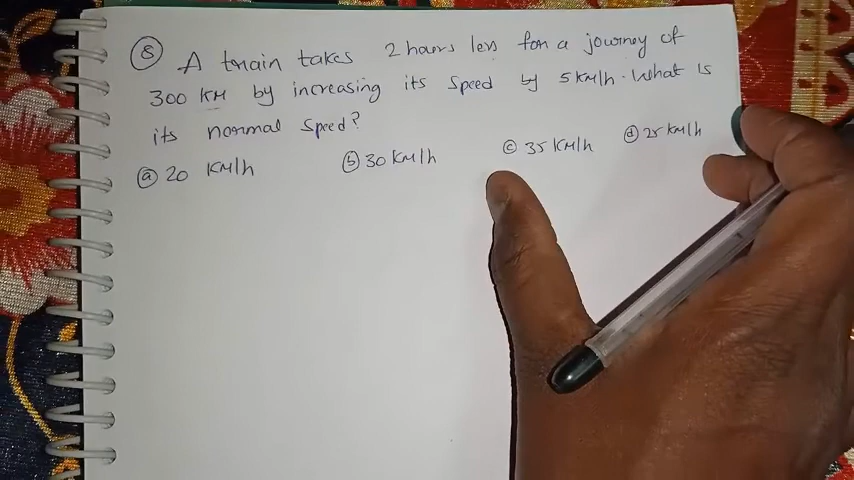 ⑧ A train takes 2 hours less for a journey of
300 KM by increasing its speed by 5 KM/h. What is
its normal speed?
ⓐ 20 KM/h ⓑ 30 KM/h ⓒ 35 KM/h ⓓ 25 KM/h